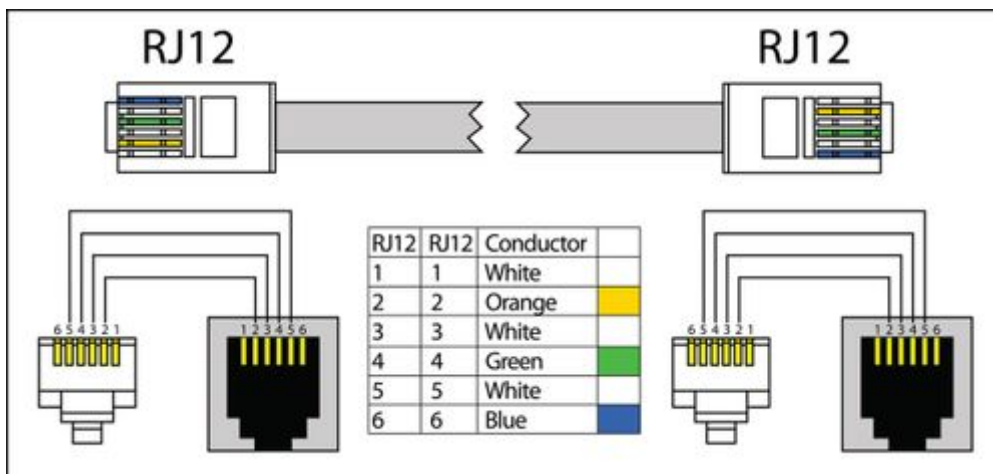 RJ12
RJ12
RJ12 RJ12 Conductor
1 1 White
2 2 Orange
3 3 White
4 4 Green
5 5 White
6 6 Blue
6 5 4 3 2 1
1 2 3 4 5 6
6 5 4 3 2 1
1 2 3 4 5 6